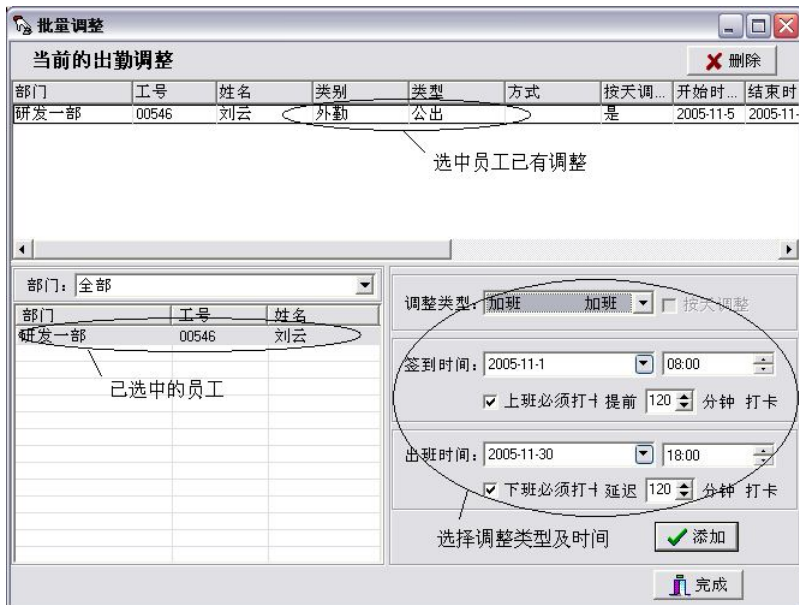 批量调整
当前的出勤调整
删除
部门 工号 姓名 类别 类型 方式 按天调... 开始时... 结束时
研发一部 00546 刘云 外勤 公出 是 2005-11-5 2005-11-
选中员工已有调整
部门: 全部
部门 工号 姓名
研发一部 00546 刘云
已选中的员工
调整类型: 加班 加班 按天调整
签到时间: 2005-11-1 08:00
上班必须打卡 提前 120 分钟 打卡
出班时间: 2005-11-30 18:00
下班必须打卡 延迟 120 分钟 打卡
选择调整类型及时间
添加
完成